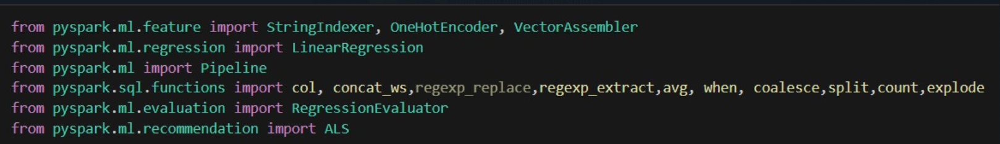 from pyspark.ml.feature import StringIndexer, OneHotEncoder, VectorAssembler
from pyspark.ml.regression import LinearRegression
from pyspark.ml import Pipeline
from pyspark.sql.functions import col, concat_ws,regexp_replace,regexp_extract,avg, when, coalesce,split,count,explode
from pyspark.ml.evaluation import RegressionEvaluator
from pyspark.ml.recommendation import ALS